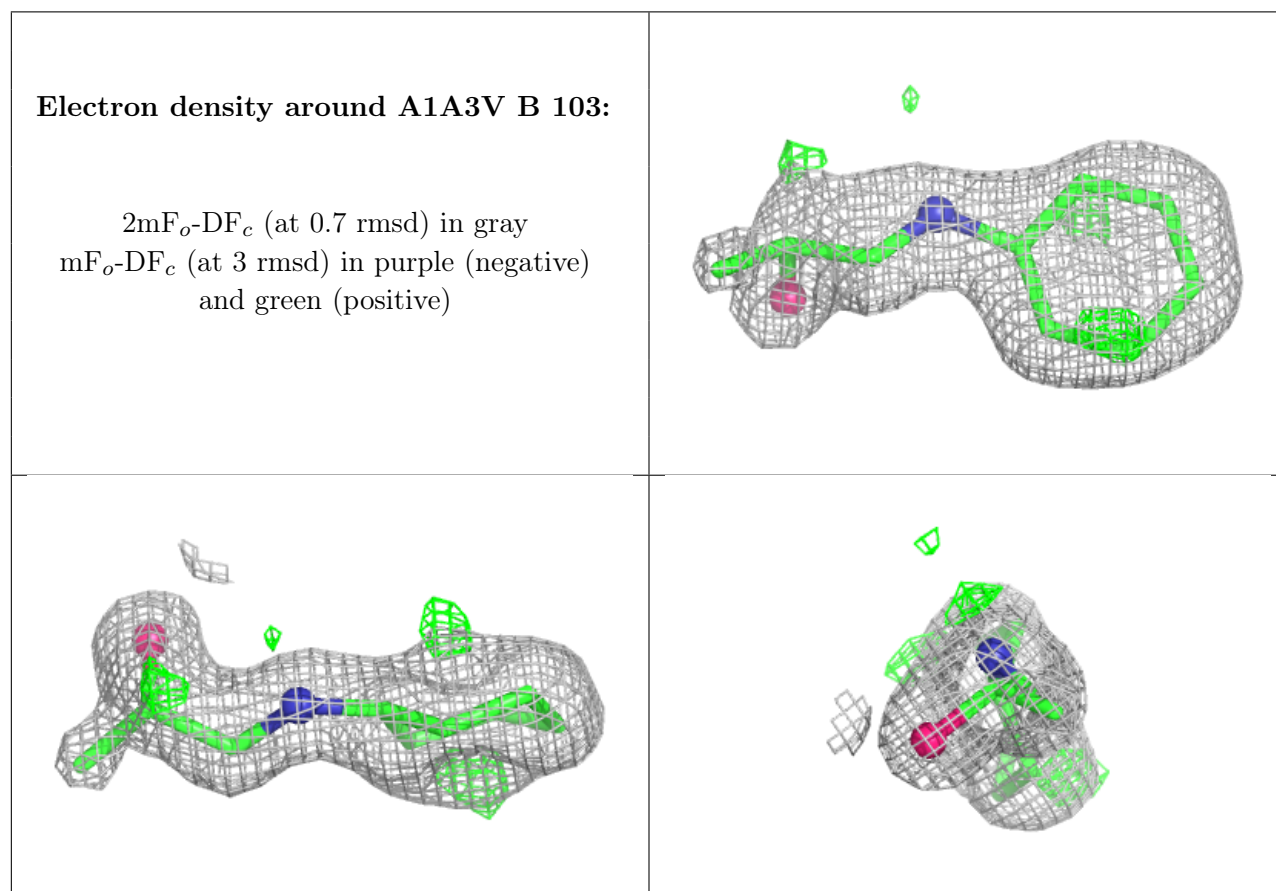 Electron density around A1A3V B 103:
2mFo-DFc (at 0.7 rmsd) in gray
mFo-DFc (at 3 rmsd) in purple (negative)
and green (positive)